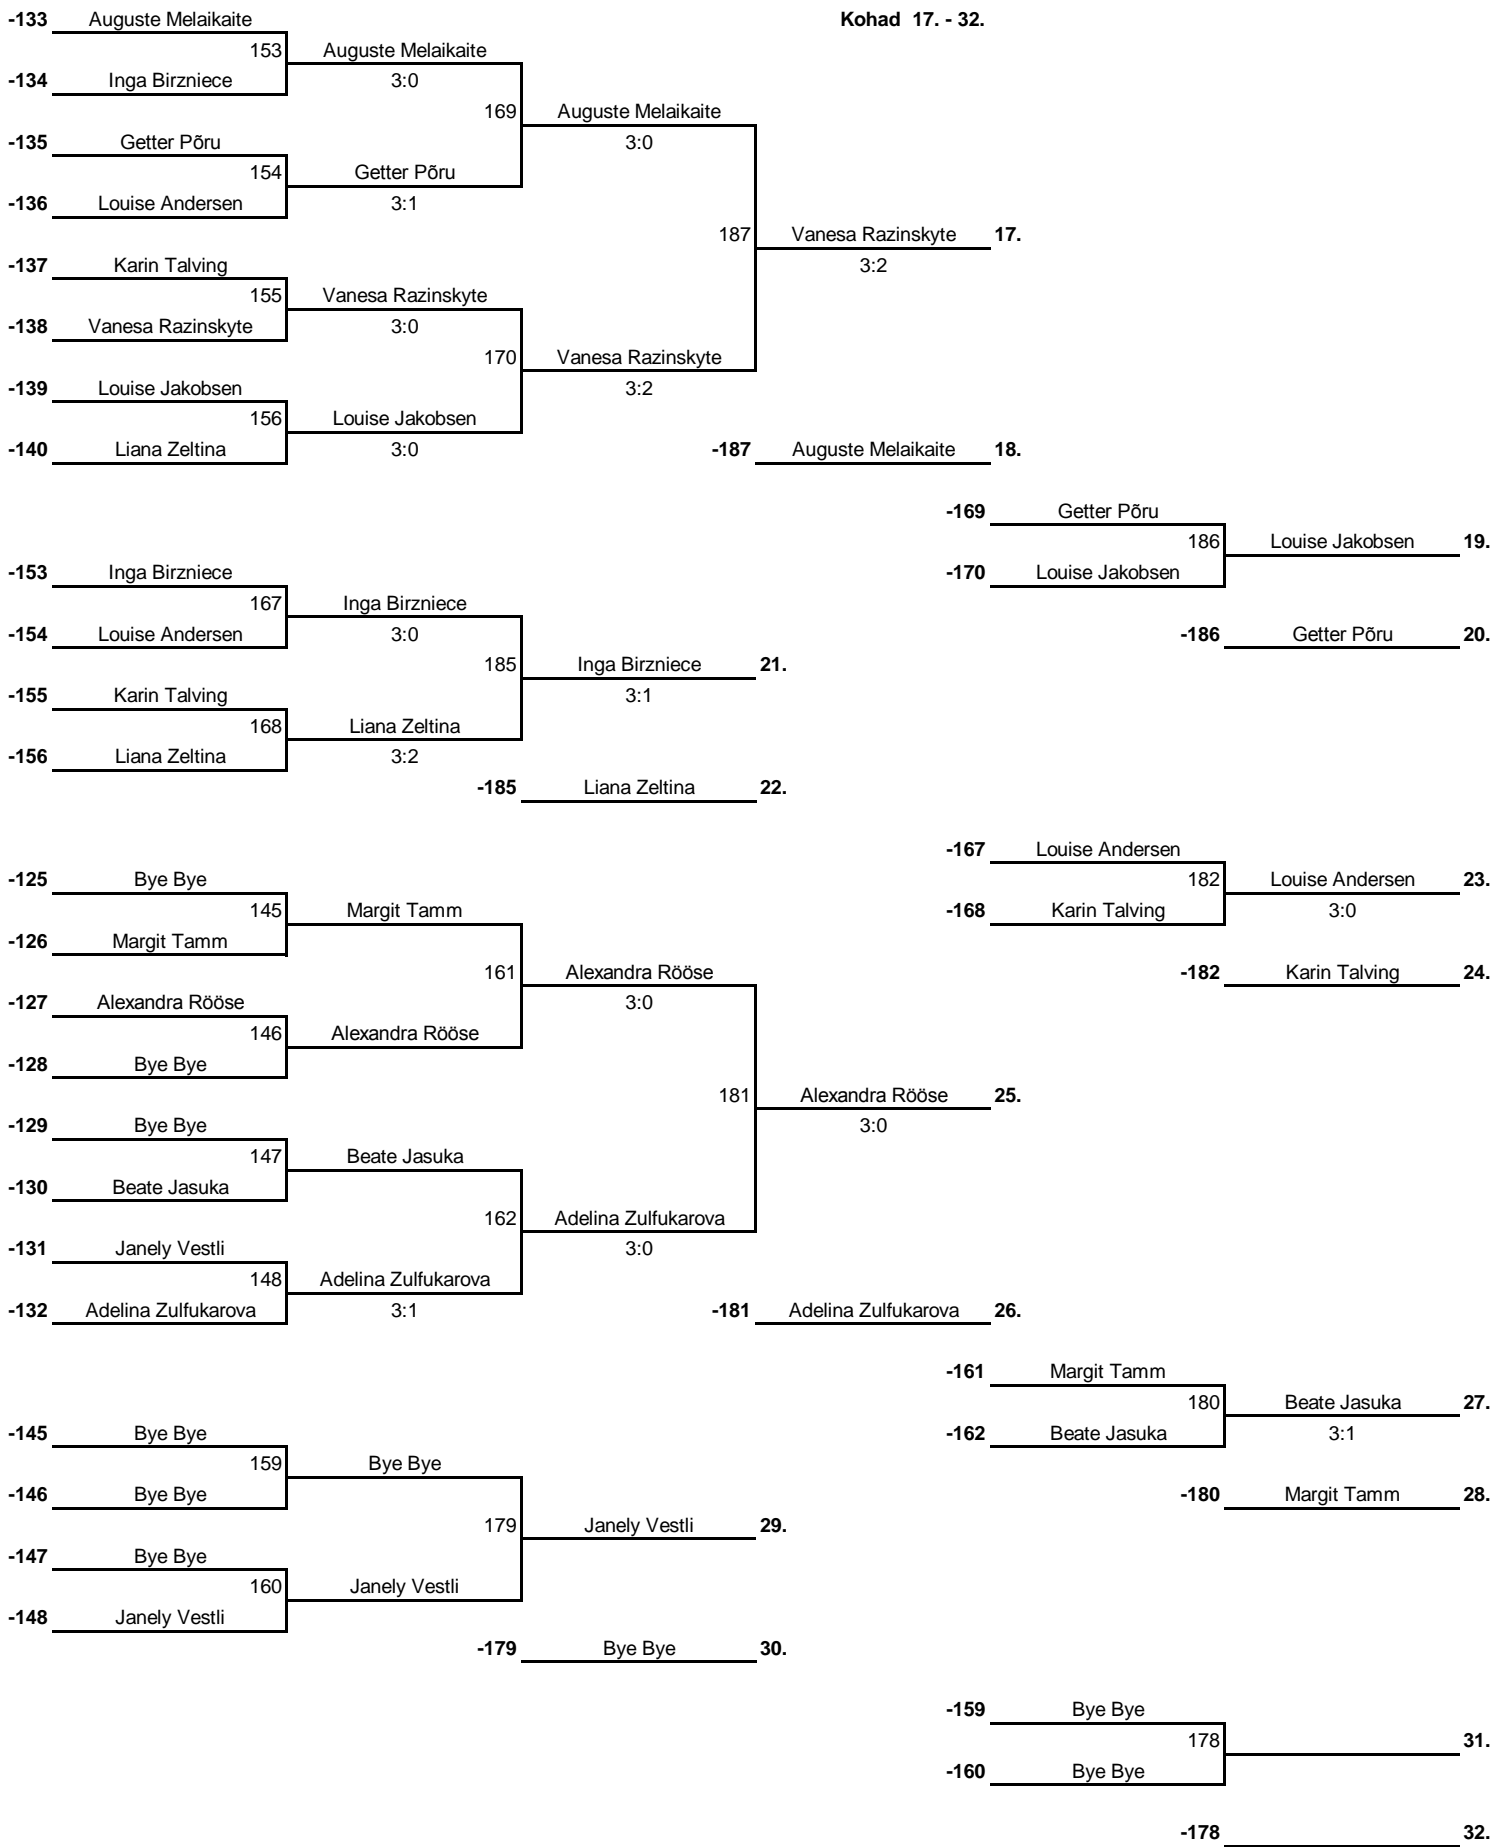 -133 Auguste Melaikaite Kohad 17. - 32.
153 Auguste Melaikaite
-134 Inga Birzniece 3:0
169 Auguste Melaikaite
-135 Getter Põru 3:0
154 Getter Põru
-136 Louise Andersen 3:1
187 Vanesa Razinskyte 17.
-137 Karin Talving 3:2
155 Vanesa Razinskyte
-138 Vanesa Razinskyte 3:0
170 Vanesa Razinskyte
-139 Louise Jakobsen 3:2
156 Louise Jakobsen
-140 Liana Zeltina 3:0 -187 Auguste Melaikaite 18.
-169 Getter Põru
186 Louise Jakobsen 19.
-153 Inga Birzniece -170 Louise Jakobsen
167 Inga Birzniece
-154 Louise Andersen 3:0 -186 Getter Põru 20.
185 Inga Birzniece 21.
-155 Karin Talving 3:1
168 Liana Zeltina
-156 Liana Zeltina 3:2
-185 Liana Zeltina 22.
-167 Louise Andersen
-125 Bye Bye 182 Louise Andersen 23.
145 Margit Tamm -168 Karin Talving 3:0
-126 Margit Tamm
161 Alexandra Rööse -182 Karin Talving 24.
-127 Alexandra Rööse 3:0
146 Alexandra Rööse
-128 Bye Bye
181 Alexandra Rööse 25.
-129 Bye Bye 3:0
147 Beate Jasuka
-130 Beate Jasuka
162 Adelina Zulfukarova
-131 Janely Vestli 3:0
148 Adelina Zulfukarova
-132 Adelina Zulfukarova 3:1 -181 Adelina Zulfukarova 26.
-161 Margit Tamm
180 Beate Jasuka 27.
-145 Bye Bye -162 Beate Jasuka 3:1
159 Bye Bye
-146 Bye Bye -180 Margit Tamm 28.
179 Janely Vestli 29.
-147 Bye Bye
160 Janely Vestli
-148 Janely Vestli
-179 Bye Bye 30.
-159 Bye Bye
178 31.
-160 Bye Bye
-178 32.